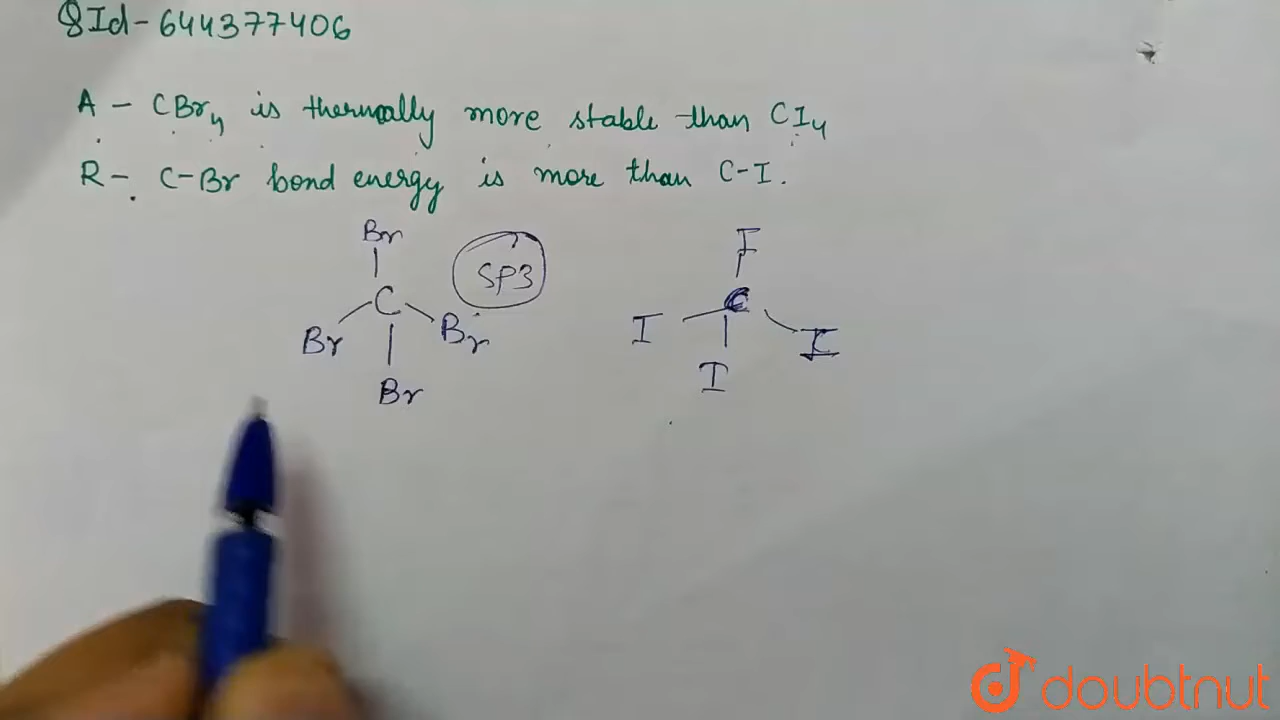 QId-644377406
A - CBr4 is thermally more stable than CI4
R- C-Br bond energy is more than C-I.
Br
SP3
I
C
C
Br
Br
I
I
Br
I
doubtnut